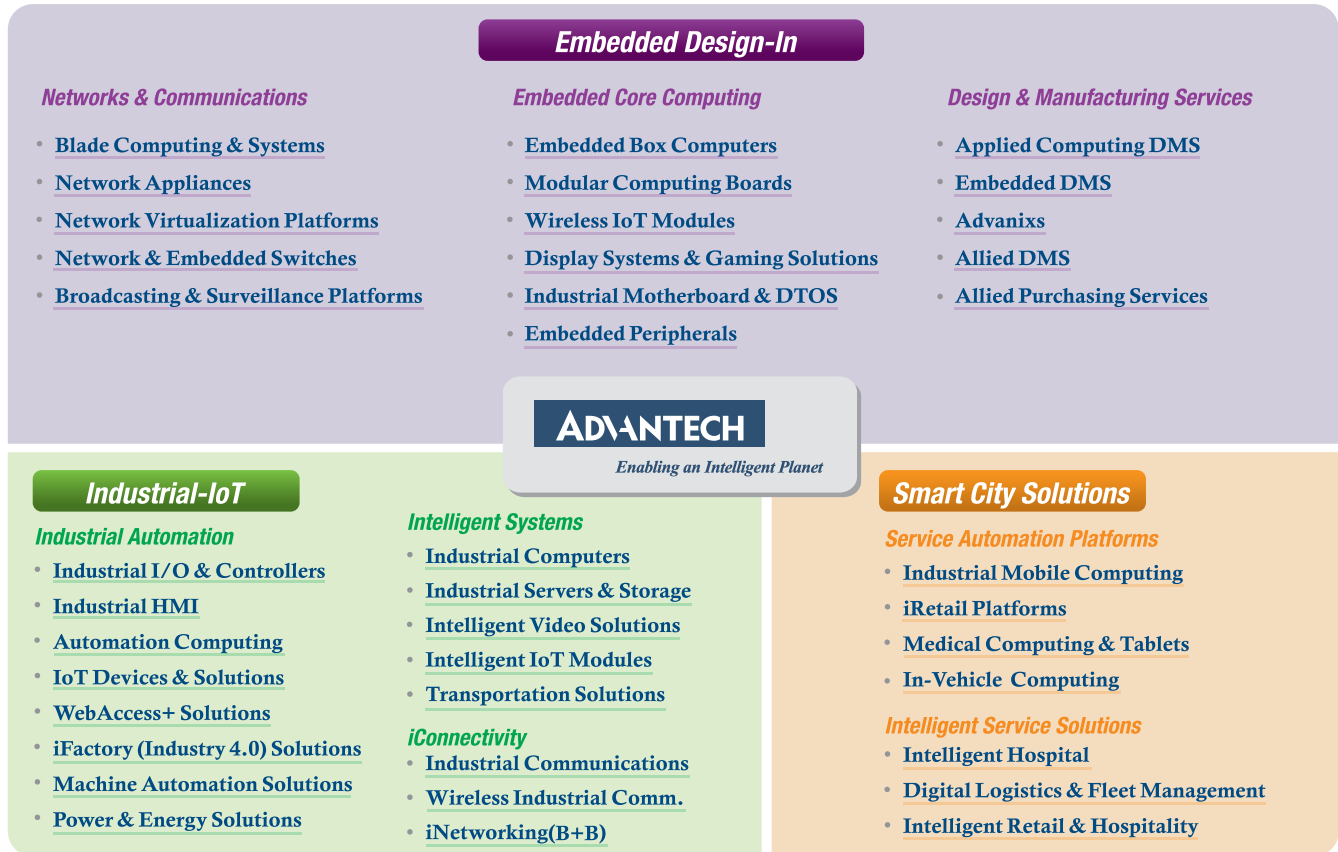 Embedded Design-In
Networks & Communications
Blade Computing & Systems
Network Appliances
Network Virtualization Platforms
Network & Embedded Switches
Broadcasting & Surveillance Platforms
Embedded Core Computing
Embedded Box Computers
Modular Computing Boards
Wireless IoT Modules
Display Systems & Gaming Solutions
Industrial Motherboard & DTOS
Embedded Peripherals
Design & Manufacturing Services
Applied Computing DMS
Embedded DMS
Advanixs
Allied DMS
Allied Purchasing Services
ADVANTECH
Enabling an Intelligent Planet
Industrial-IoT
Industrial Automation
Industrial I/O & Controllers
Industrial HMI
Automation Computing
IoT Devices & Solutions
WebAccess+ Solutions
iFactory (Industry 4.0) Solutions
Machine Automation Solutions
Power & Energy Solutions
Intelligent Systems
Industrial Computers
Industrial Servers & Storage
Intelligent Video Solutions
Intelligent IoT Modules
Transportation Solutions
iConnectivity
Industrial Communications
Wireless Industrial Comm.
iNetworking(B+B)
Smart City Solutions
Service Automation Platforms
Industrial Mobile Computing
iRetail Platforms
Medical Computing & Tablets
In-Vehicle Computing
Intelligent Service Solutions
Intelligent Hospital
Digital Logistics & Fleet Management
Intelligent Retail & Hospitality